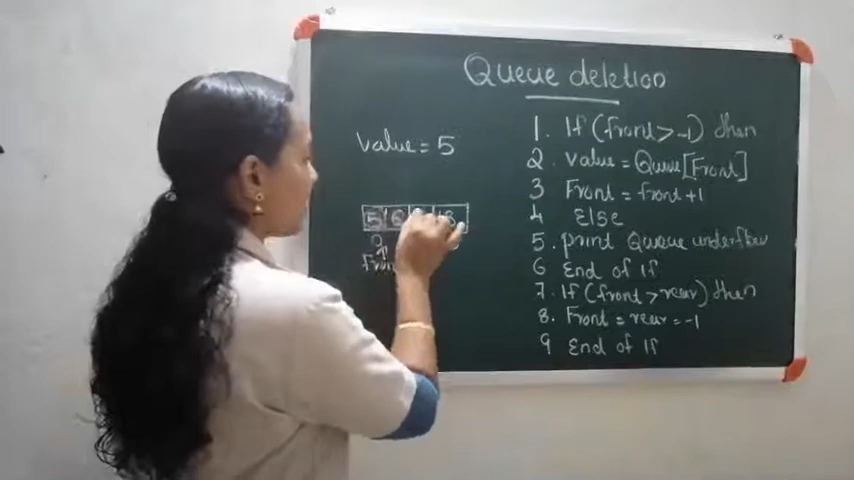 Queue deletion
value = 5
5 6 8
0
front
1. If (front > -1) then
2. value = Queue [Front]
3. Front = front + 1
4. Else
5. print Queue underflow
6. End of If
7. If (front > rear) then
8. Front = rear = -1
9. End of If